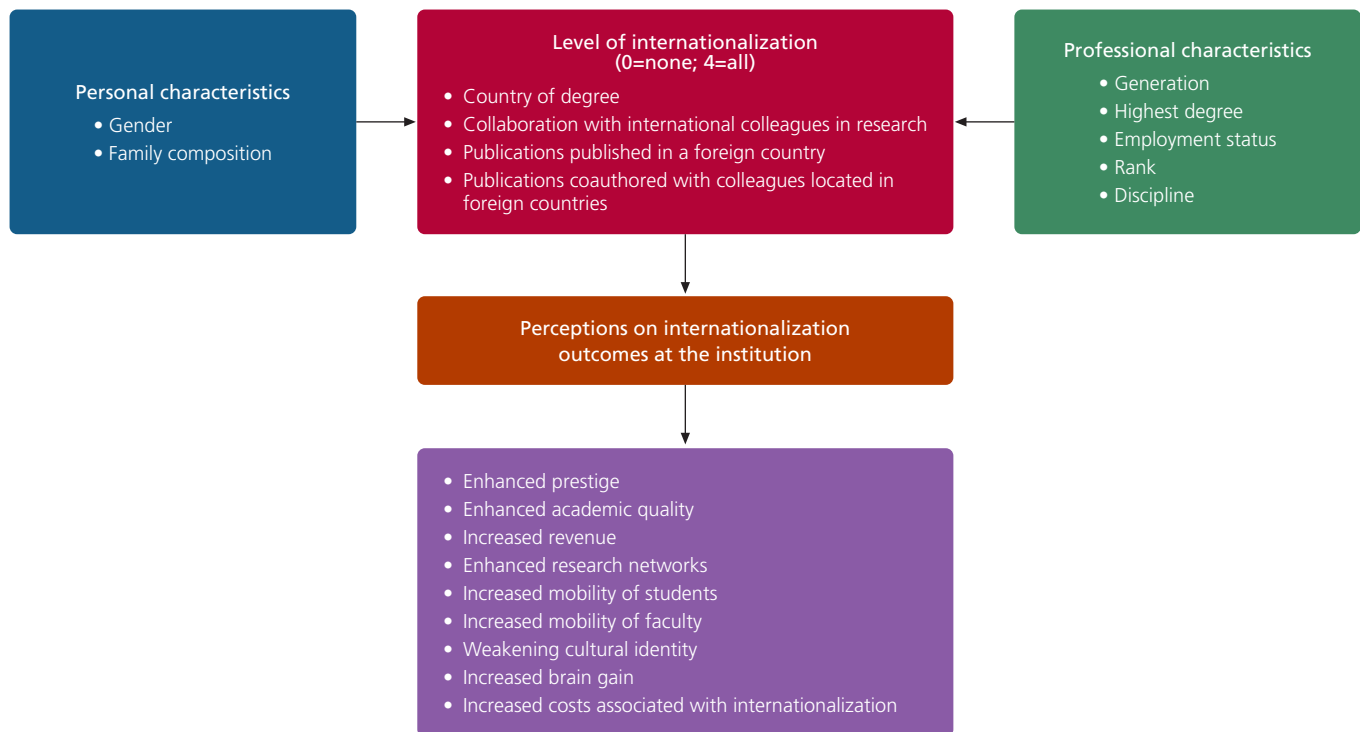 Personal characteristics
• Gender
• Family composition
Level of internationalization
(0=none; 4=all)
• Country of degree
• Collaboration with international colleagues in research
• Publications published in a foreign country
• Publications coauthored with colleagues located in
foreign countries
Professional characteristics
• Generation
• Highest degree
• Employment status
• Rank
• Discipline
Perceptions on internationalization
outcomes at the institution
• Enhanced prestige
• Enhanced academic quality
• Increased revenue
• Enhanced research networks
• Increased mobility of students
• Increased mobility of faculty
• Weakening cultural identity
• Increased brain gain
• Increased costs associated with internationalization